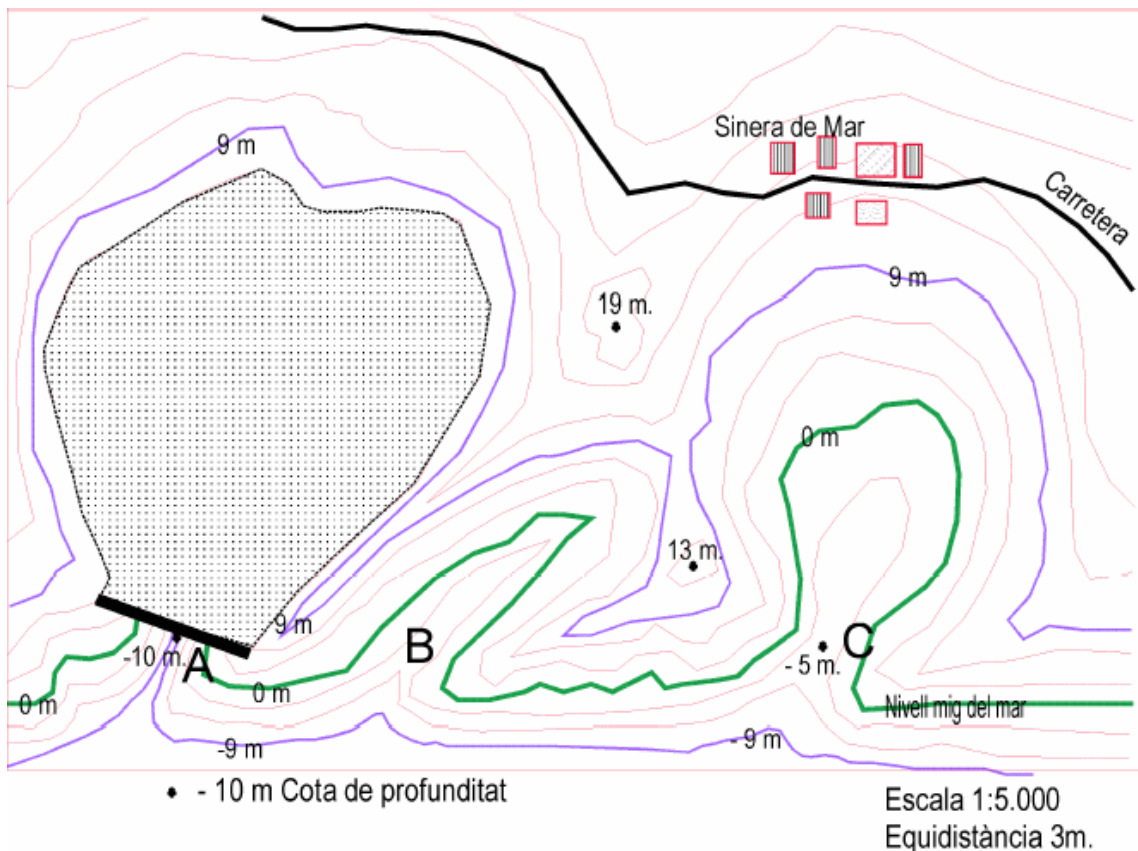 9 m
Sinera de Mar
Carretera
9 m
19 m.
0 m
13 m.
9 m
B
C
-10 m.
A
- 5 m.
0 m
0 m
Nivell mig del mar
-9 m
- 9 m
- 10 m Cota de profunditat
Escala 1:5.000
Equidistància 3m.